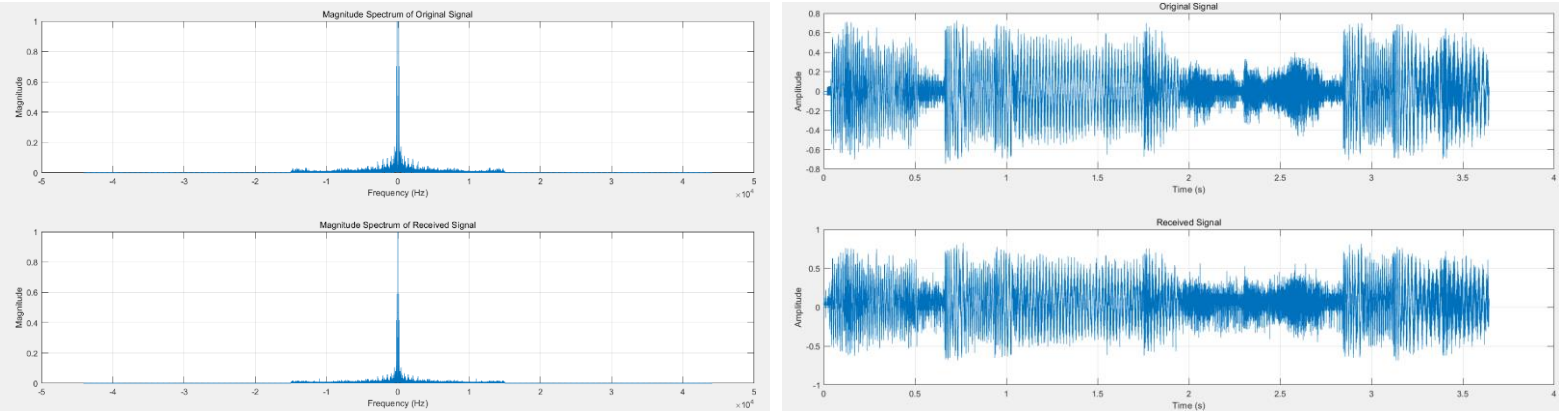 Magnitude Spectrum of Original Signal
1
0.8
0.6
0.4
0.2
0
Magnitude
-5 -4 -3 -2 -1 0 1 2 3 4 5
Frequency (Hz)
×10⁴
Magnitude Spectrum of Received Signal
1
0.8
0.6
0.4
0.2
0
Magnitude
-5 -4 -3 -2 -1 0 1 2 3 4 5
Frequency (Hz)
×10⁴
Original Signal
0.8
0.6
0.4
0.2
0
-0.2
-0.4
-0.6
-0.8
Amplitude
0 0.5 1 1.5 2 2.5 3 3.5 4
Time (s)
Received Signal
1
0.5
0
-0.5
-1
Amplitude
0 0.5 1 1.5 2 2.5 3 3.5 4
Time (s)